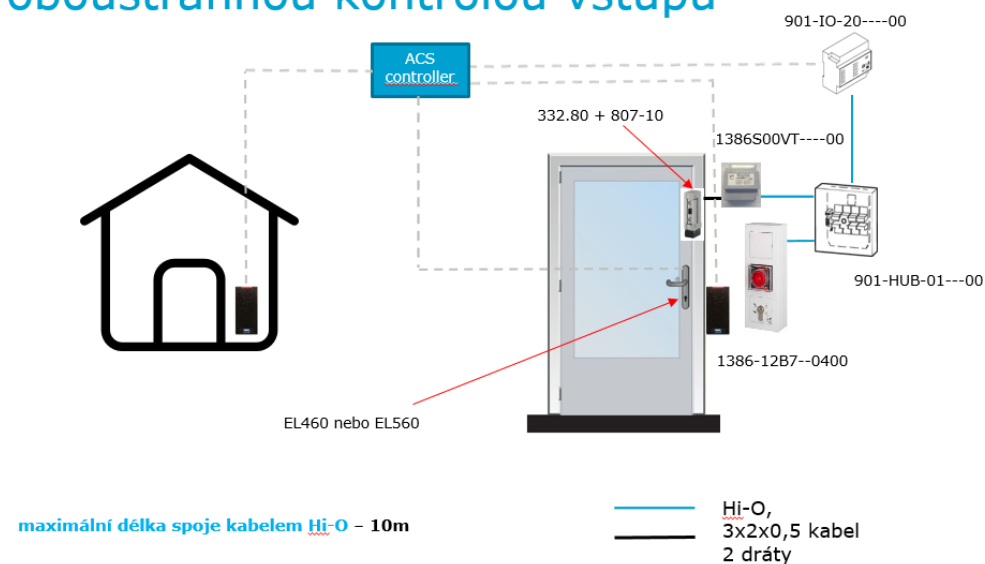 oboustrannou kontrolou vstupu
901-IO-20----00
ACS
controller
332.80 + 807-10
1386S00VT----00
901-HUB-01---00
1386-12B7--0400
EL460 nebo EL560
maximální délka spoje kabelem Hi-O – 10m
Hi-O,
3x2x0,5 kabel
2 dráty